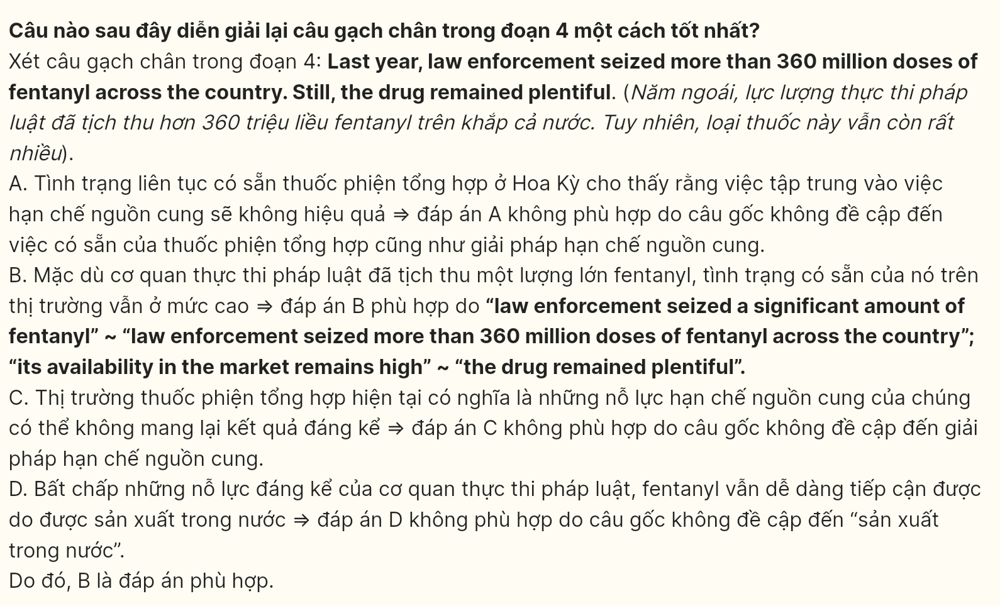 Câu nào sau đây diễn giải lại câu gạch chân trong đoạn 4 một cách tốt nhất?
Xét câu gạch chân trong đoạn 4: Last year, law enforcement seized more than 360 million doses of
fentanyl across the country. Still, the drug remained plentiful. (Năm ngoái, lực lượng thực thi pháp
luật đã tịch thu hơn 360 triệu liều fentanyl trên khắp cả nước. Tuy nhiên, loại thuốc này vẫn còn rất
nhiều).
A. Tình trạng liên tục có sẵn thuốc phiện tổng hợp ở Hoa Kỳ cho thấy rằng việc tập trung vào việc
hạn chế nguồn cung sẽ không hiệu quả ⇒ đáp án A không phù hợp do câu gốc không đề cập đến
việc có sẵn của thuốc phiện tổng hợp cũng như giải pháp hạn chế nguồn cung.
B. Mặc dù cơ quan thực thi pháp luật đã tịch thu một lượng lớn fentanyl, tình trạng có sẵn của nó trên
thị trường vẫn ở mức cao ⇒ đáp án B phù hợp do “law enforcement seized a significant amount of
fentanyl” ~ “law enforcement seized more than 360 million doses of fentanyl across the country”;
“its availability in the market remains high” ~ “the drug remained plentiful”.
C. Thị trường thuốc phiện tổng hợp hiện tại có nghĩa là những nỗ lực hạn chế nguồn cung của chúng
có thể không mang lại kết quả đáng kể ⇒ đáp án C không phù hợp do câu gốc không đề cập đến giải
pháp hạn chế nguồn cung.
D. Bất chấp những nỗ lực đáng kể của cơ quan thực thi pháp luật, fentanyl vẫn dễ dàng tiếp cận được
do được sản xuất trong nước ⇒ đáp án D không phù hợp do câu gốc không đề cập đến “sản xuất
trong nước”.
Do đó, B là đáp án phù hợp.